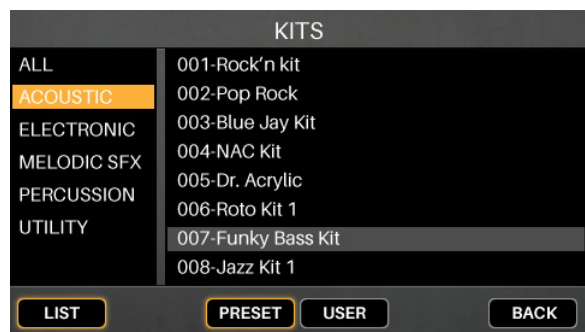 KITS
ALL
ACOUSTIC
ELECTRONIC
MELODIC SFX
PERCUSSION
UTILITY
001-Rock'n kit
002-Pop Rock
003-Blue Jay Kit
004-NAC Kit
005-Dr. Acrylic
006-Roto Kit 1
007-Funky Bass Kit
008-Jazz Kit 1
LIST
PRESET
USER
BACK